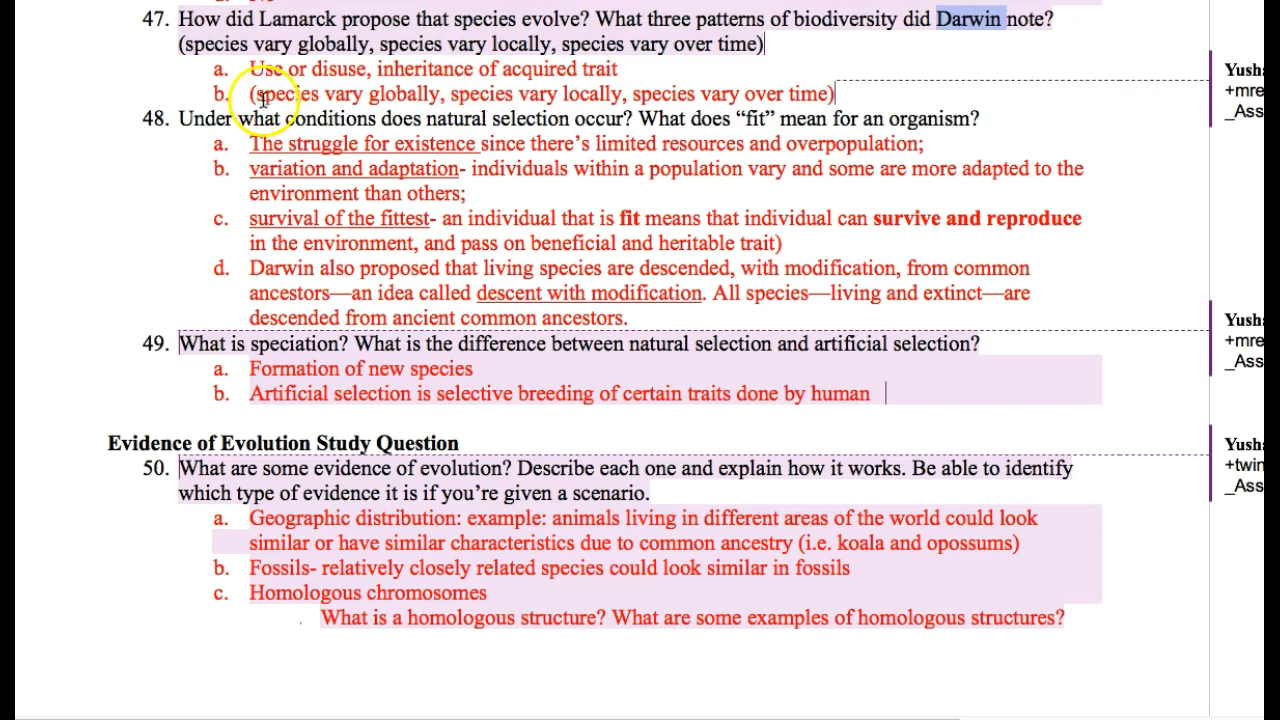 47. How did Lamarck propose that species evolve? What three patterns of biodiversity did Darwin note?
(species vary globally, species vary locally, species vary over time)
a. Use or disuse, inheritance of acquired trait
b. (species vary globally, species vary locally, species vary over time)
48. Under what conditions does natural selection occur? What does “fit” mean for an organism?
a. The struggle for existence since there’s limited resources and overpopulation;
b. variation and adaptation- individuals within a population vary and some are more adapted to the
environment than others;
c. survival of the fittest- an individual that is fit means that individual can survive and reproduce
in the environment, and pass on beneficial and heritable trait)
d. Darwin also proposed that living species are descended, with modification, from common
ancestors—an idea called descent with modification. All species—living and extinct—are
descended from ancient common ancestors.
49. What is speciation? What is the difference between natural selection and artificial selection?
a. Formation of new species
b. Artificial selection is selective breeding of certain traits done by human
Evidence of Evolution Study Question
50. What are some evidence of evolution? Describe each one and explain how it works. Be able to identify
which type of evidence it is if you’re given a scenario.
a. Geographic distribution: example: animals living in different areas of the world could look
similar or have similar characteristics due to common ancestry (i.e. koala and opossums)
b. Fossils- relatively closely related species could look similar in fossils
c. Homologous chromosomes
What is a homologous structure? What are some examples of homologous structures?
Yush
+mre
_Ass
Yush
+mre
_Ass
Yush
+twin
_Ass